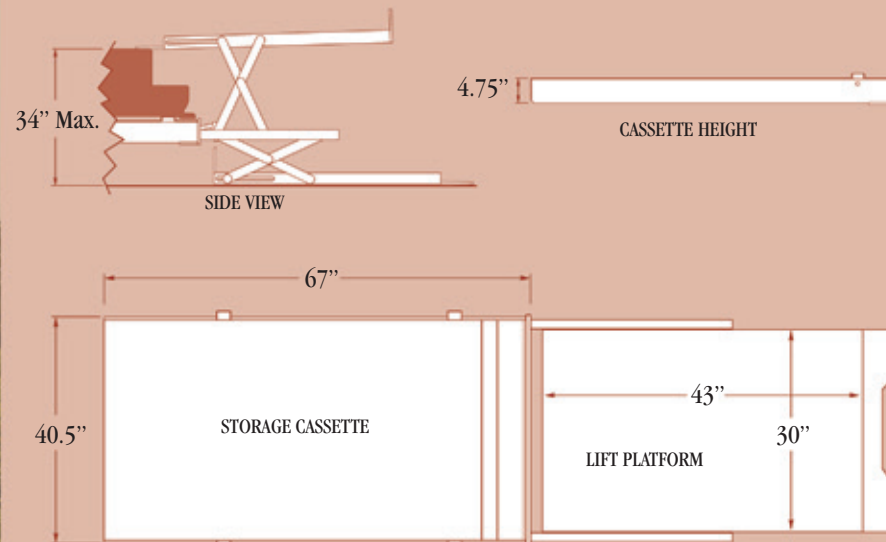 34” Max.
SIDE VIEW
4.75”
CASSETTE HEIGHT
67”
40.5”
STORAGE CASSETTE
43”
30”
LIFT PLATFORM